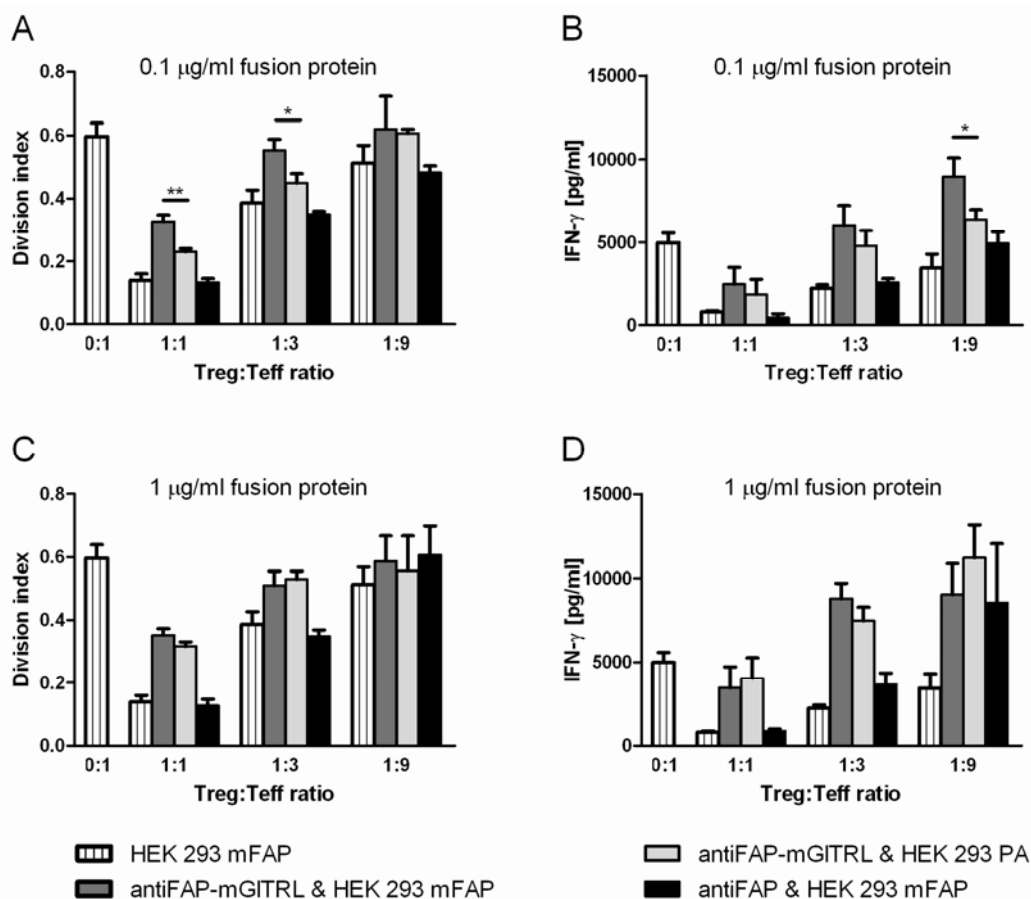 A
0.1 μg/ml fusion protein
Division index
0.8
0.6
0.4
0.2
0.0
**
*
0:1 1:1 1:3 1:9
Treg:Teff ratio
B
0.1 μg/ml fusion protein
IFN-γ [pg/ml]
15000
10000
5000
0
*
0:1 1:1 1:3 1:9
Treg:Teff ratio
C
1 μg/ml fusion protein
Division index
0.8
0.6
0.4
0.2
0.0
0:1 1:1 1:3 1:9
Treg:Teff ratio
D
1 μg/ml fusion protein
IFN-γ [pg/ml]
15000
10000
5000
0
0:1 1:1 1:3 1:9
Treg:Teff ratio
HEK 293 mFAP
antiFAP-mGITRL & HEK 293 mFAP
antiFAP-mGITRL & HEK 293 PA
antiFAP & HEK 293 mFAP